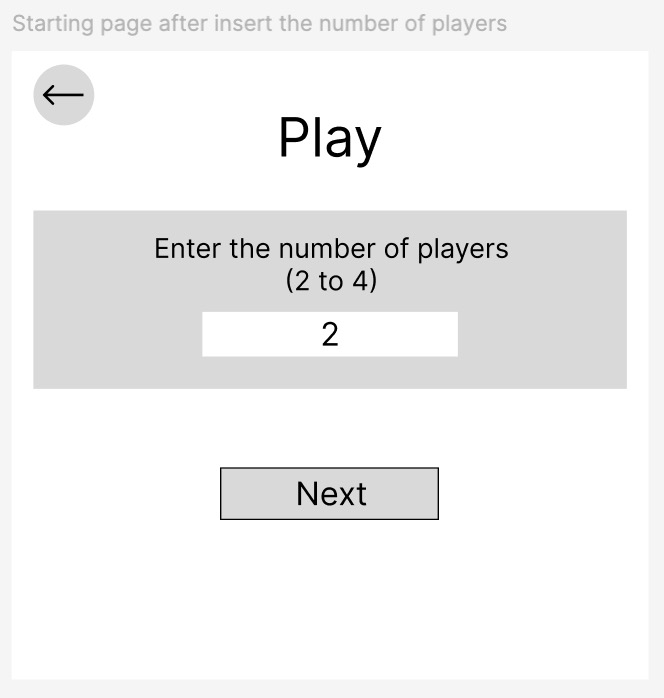 Starting page after insert the number of players
Play
Enter the number of players
(2 to 4)
2
Next